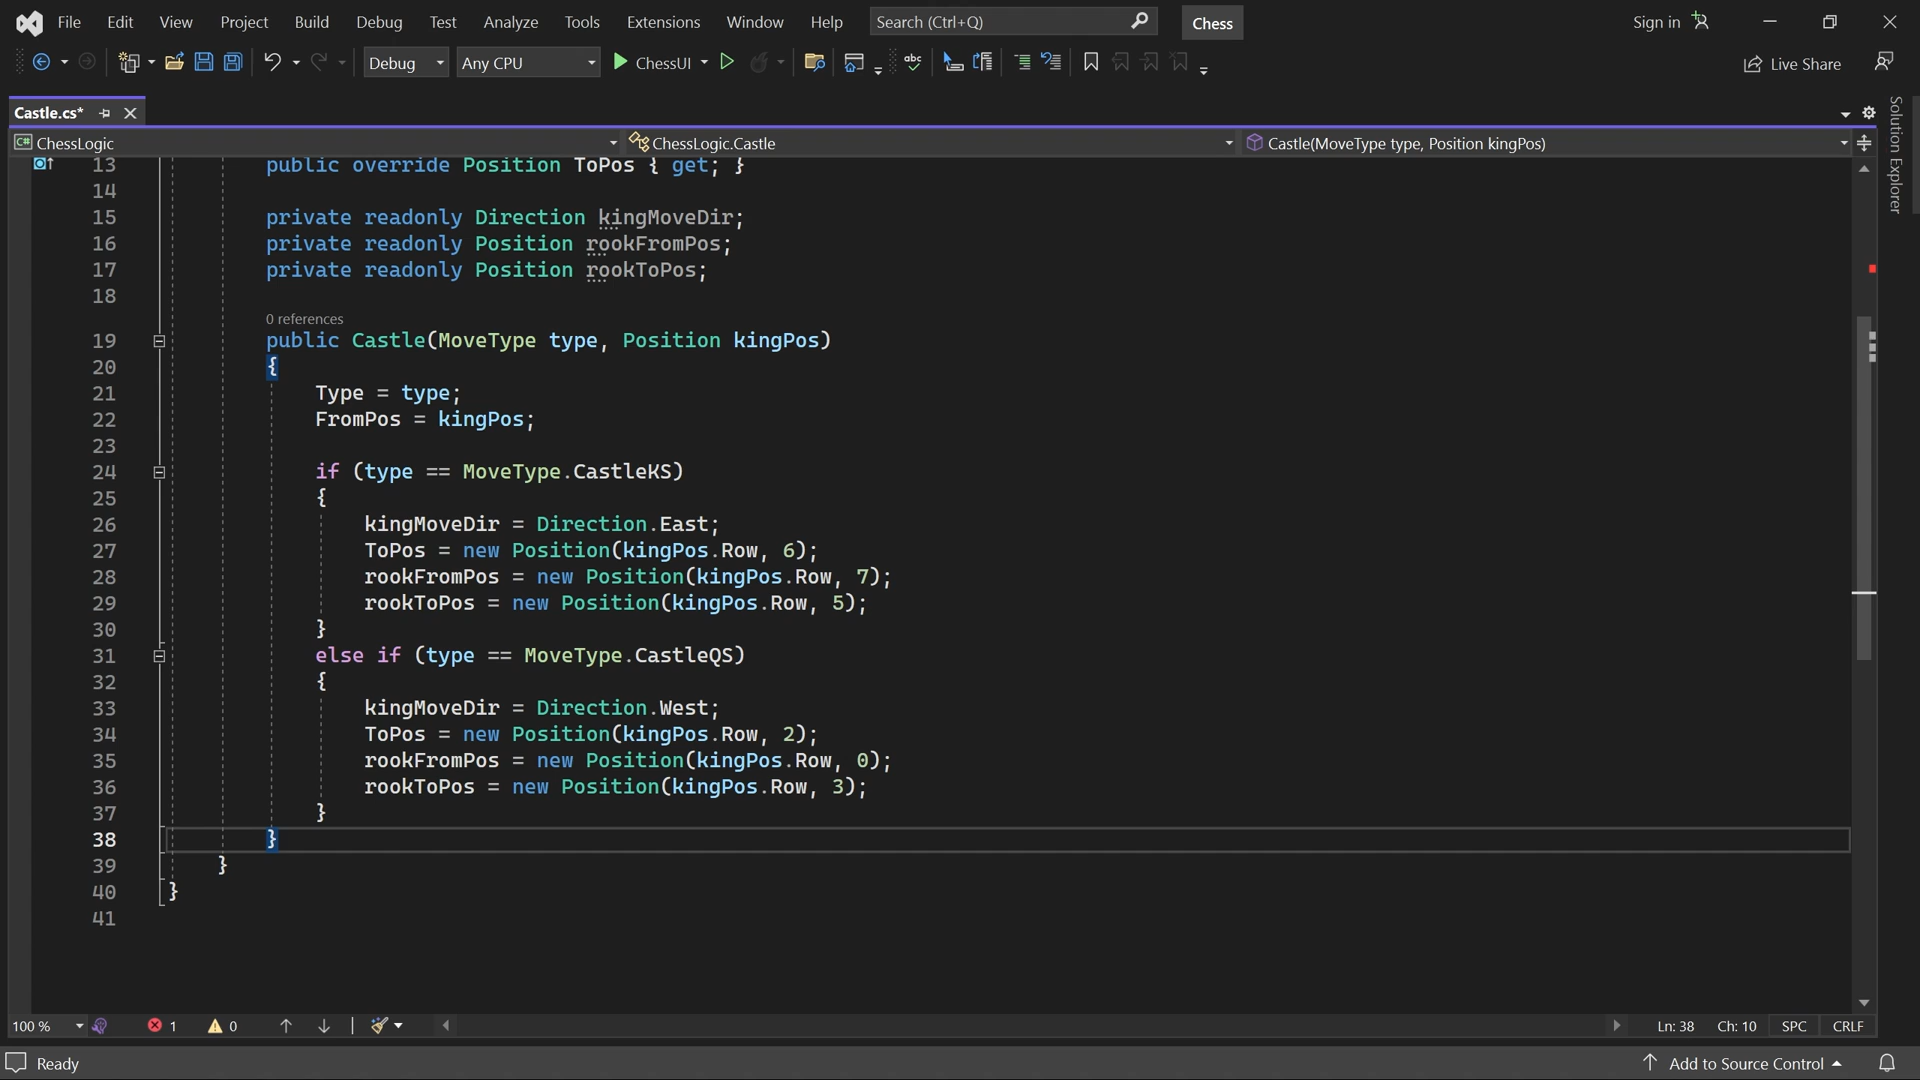 File Edit View Project Build Debug Test Analyze Tools Extensions Window Help Search (Ctrl+Q) Chess Sign in
Debug Any CPU ChessUI abc Live Share
Castle.cs*
C# ChessLogic ChessLogic.Castle Castle(MoveType type, Position kingPos)
Solution Explorer
13 public override Position ToPos { get; }
14
15 private readonly Direction kingMoveDir;
16 private readonly Position rookFromPos;
17 private readonly Position rookToPos;
18
0 references
19 public Castle(MoveType type, Position kingPos)
20 {
21 Type = type;
22 FromPos = kingPos;
23
24 if (type == MoveType.CastleKS)
25 {
26 kingMoveDir = Direction.East;
27 ToPos = new Position(kingPos.Row, 6);
28 rookFromPos = new Position(kingPos.Row, 7);
29 rookToPos = new Position(kingPos.Row, 5);
30 }
31 else if (type == MoveType.CastleQS)
32 {
33 kingMoveDir = Direction.West;
34 ToPos = new Position(kingPos.Row, 2);
35 rookFromPos = new Position(kingPos.Row, 0);
36 rookToPos = new Position(kingPos.Row, 3);
37 }
38 }
39 }
40 }
41
100 % 1 0 Ln: 38 Ch: 10 SPC CRLF
Ready Add to Source Control